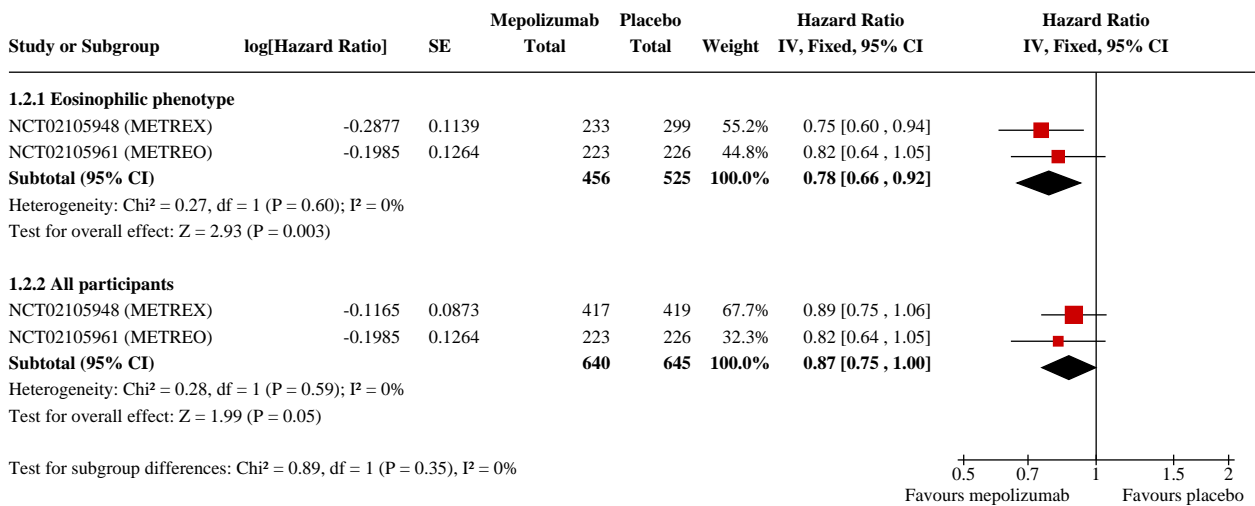 Mepolizumab Placebo Hazard Ratio Hazard Ratio
Study or Subgroup log[Hazard Ratio] SE Total Total Weight IV, Fixed, 95% CI IV, Fixed, 95% CI
1.2.1 Eosinophilic phenotype
NCT02105948 (METREX) -0.2877 0.1139 233 299 55.2% 0.75 [0.60 , 0.94]
NCT02105961 (METREO) -0.1985 0.1264 223 226 44.8% 0.82 [0.64 , 1.05]
Subtotal (95% CI) 456 525 100.0% 0.78 [0.66 , 0.92]
Heterogeneity: Chi² = 0.27, df = 1 (P = 0.60); I² = 0%
Test for overall effect: Z = 2.93 (P = 0.003)
1.2.2 All participants
NCT02105948 (METREX) -0.1165 0.0873 417 419 67.7% 0.89 [0.75 , 1.06]
NCT02105961 (METREO) -0.1985 0.1264 223 226 32.3% 0.82 [0.64 , 1.05]
Subtotal (95% CI) 640 645 100.0% 0.87 [0.75 , 1.00]
Heterogeneity: Chi² = 0.28, df = 1 (P = 0.59); I² = 0%
Test for overall effect: Z = 1.99 (P = 0.05)
Test for subgroup differences: Chi² = 0.89, df = 1 (P = 0.35), I² = 0%
0.5 0.7 1 1.5 2
Favours mepolizumab Favours placebo